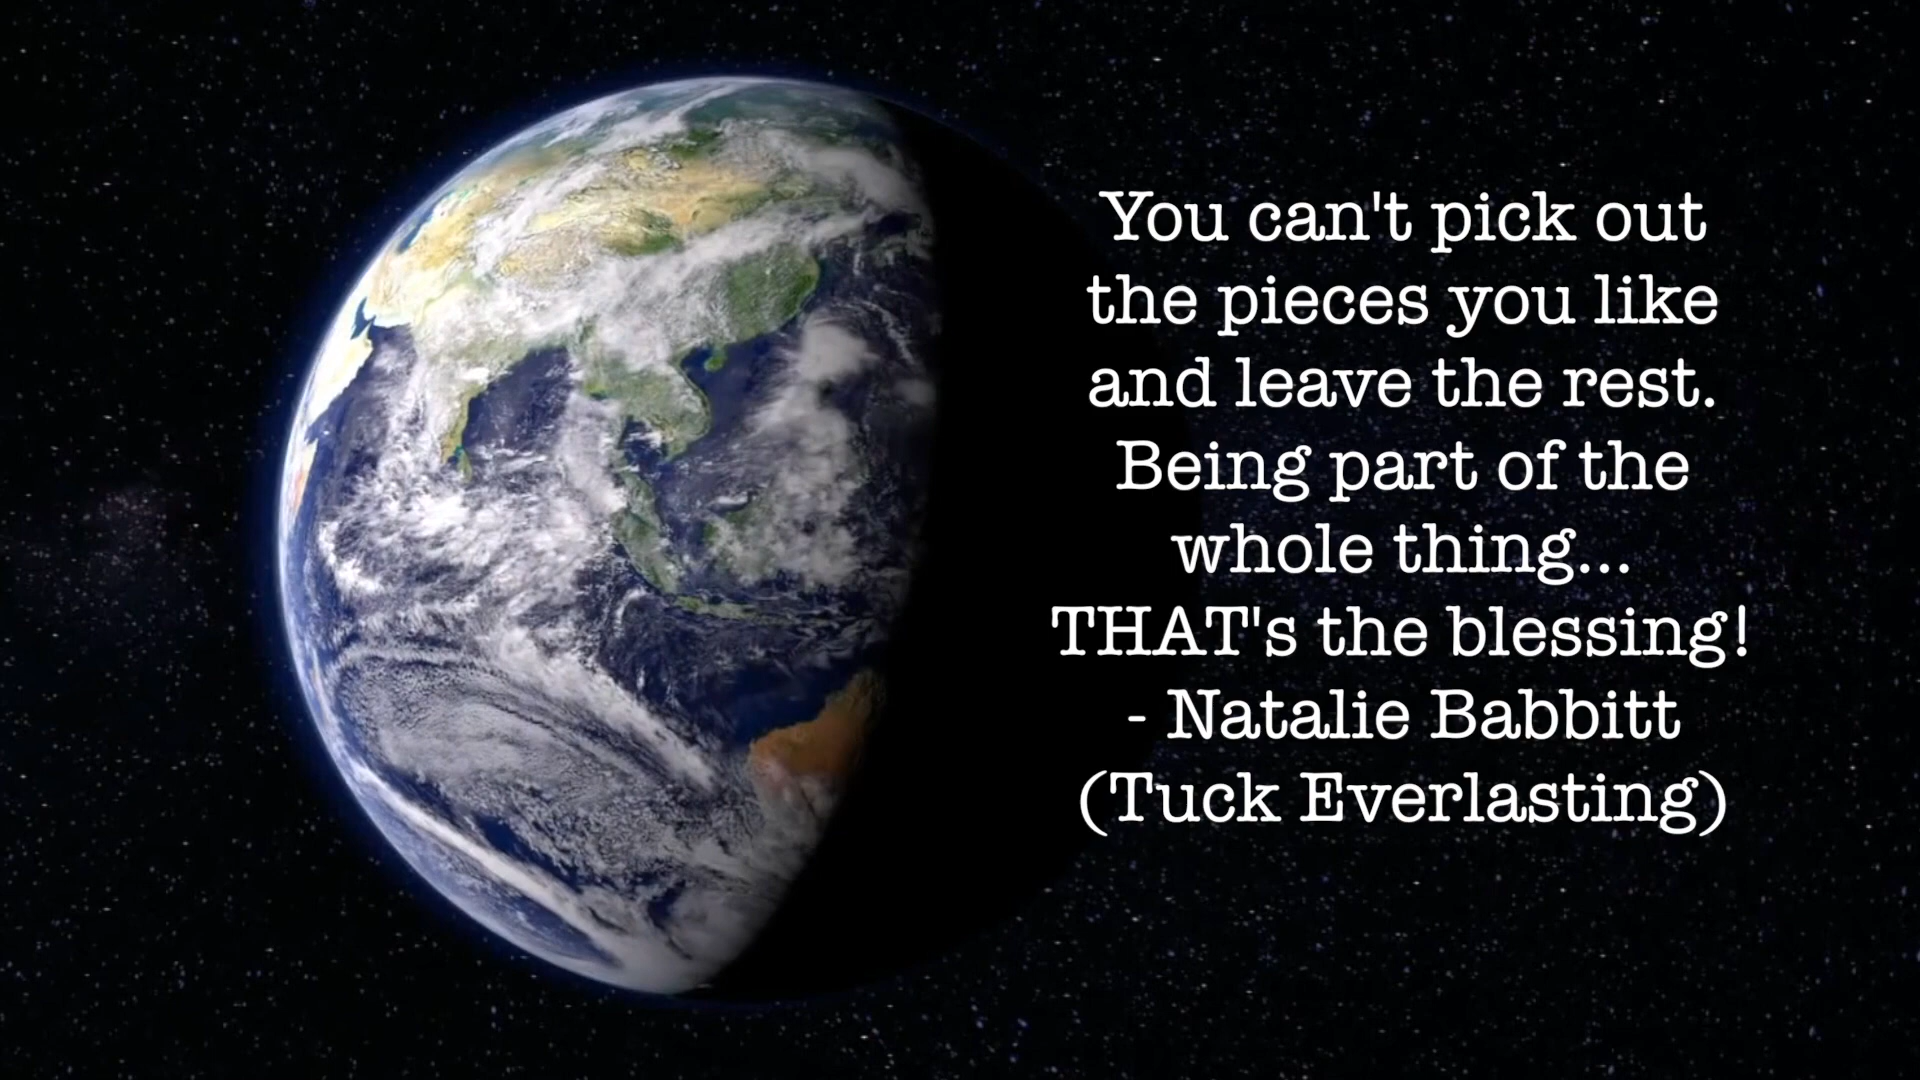 You can't pick out
the pieces you like
and leave the rest.
Being part of the
whole thing...
THAT's the blessing!
- Natalie Babbitt
(Tuck Everlasting)